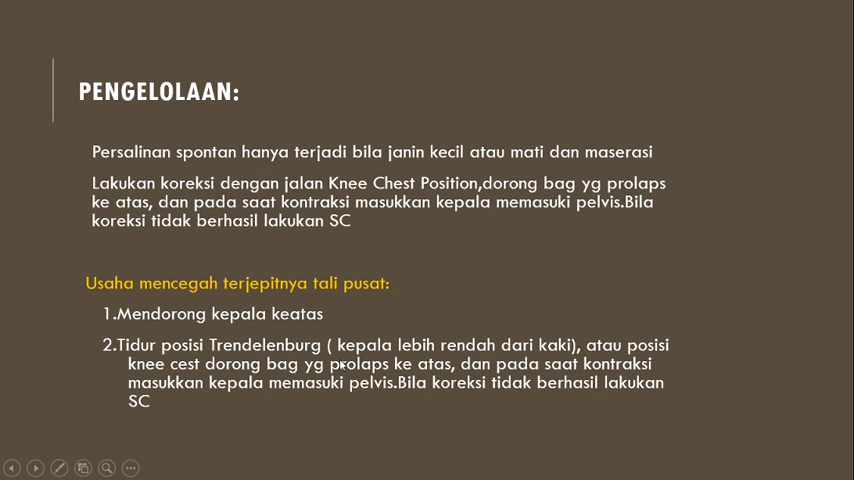 PENGELOLAAN:
Persalinan spontan hanya terjadi bila janin kecil atau mati dan maserasi
Lakukan koreksi dengan jalan Knee Chest Position,dorong bag yg prolaps
ke atas, dan pada saat kontraksi masukkan kepala memasuki pelvis.Bila
koreksi tidak berhasil lakukan SC
Usaha mencegah terjepitnya tali pusat:
1.Mendorong kepala keatas
2.Tidur posisi Trendelenburg ( kepala lebih rendah dari kaki), atau posisi
knee cest dorong bag yg prolaps ke atas, dan pada saat kontraksi
masukkan kepala memasuki pelvis.Bila koreksi tidak berhasil lakukan
SC